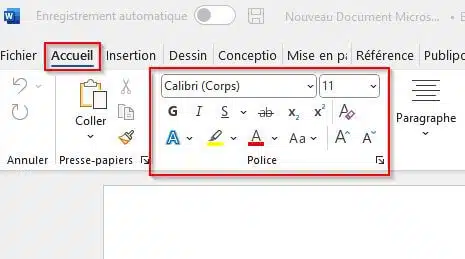 Enregistrement automatique Nouveau Document Micros...
Fichier Accueil Insertion Dessin Conceptio Mise en pa Référence Publipo
Calibri (Corps) 11
Coller
G I S ab x₂ x² A
Paragraphe
A A Aa A A
Annuler Presse-papiers Police